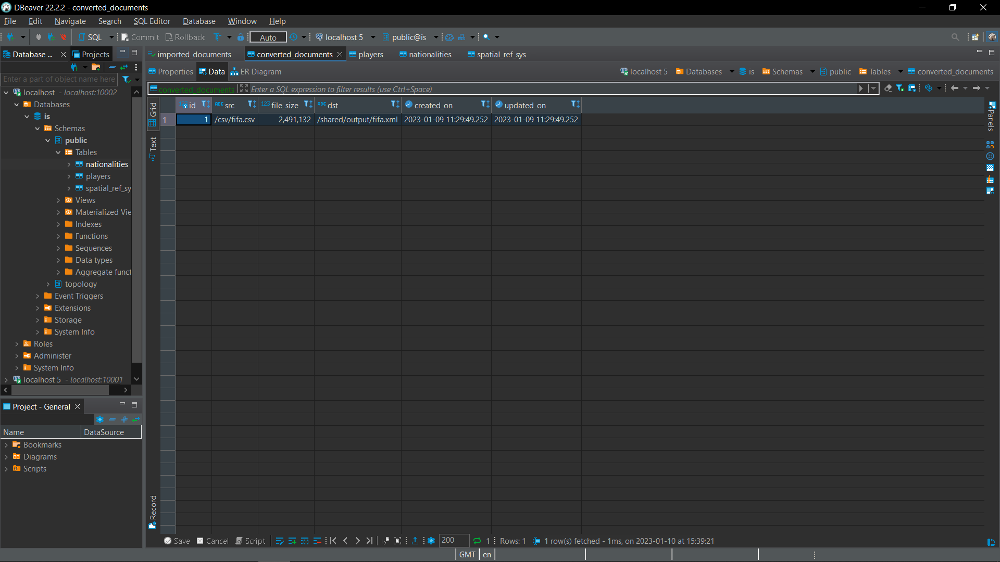 DBeaver 22.2.2 - converted_documents
File Edit Navigate Search SQL Editor Database Window Help
SQL Commit Rollback Auto localhost 5 public@is
Database ... Projects
Enter a part of object name here
localhost - localhost:10002
Databases
is
Schemas
public
Tables
nationalities
players
spatial_ref_sy
Views
Materialized Vie
Indexes
Functions
Sequences
Data types
Aggregate funct
topology
Event Triggers
Extensions
Storage
System Info
Roles
Administer
System Info
localhost 5 - localhost:10001
Project - General
Name DataSource
Bookmarks
Diagrams
Scripts
imported_documents converted_documents players nationalities spatial_ref_sys
Properties Data ER Diagram localhost 5 Databases is Schemas public Tables converted_documents
converted_documents Enter a SQL expression to filter results (use Ctrl+Space)
Grid
Text
Record
Panels
id ABC src 123 file_size ABC dst created_on updated_on
1 1 /csv/fifa.csv 2,491,132 /shared/output/fifa.xml 2023-01-09 11:29:49.252 2023-01-09 11:29:49.252
Save Cancel Script 200 1 Rows: 1 1 row(s) fetched - 1ms, on 2023-01-10 at 15:39:21
GMT en